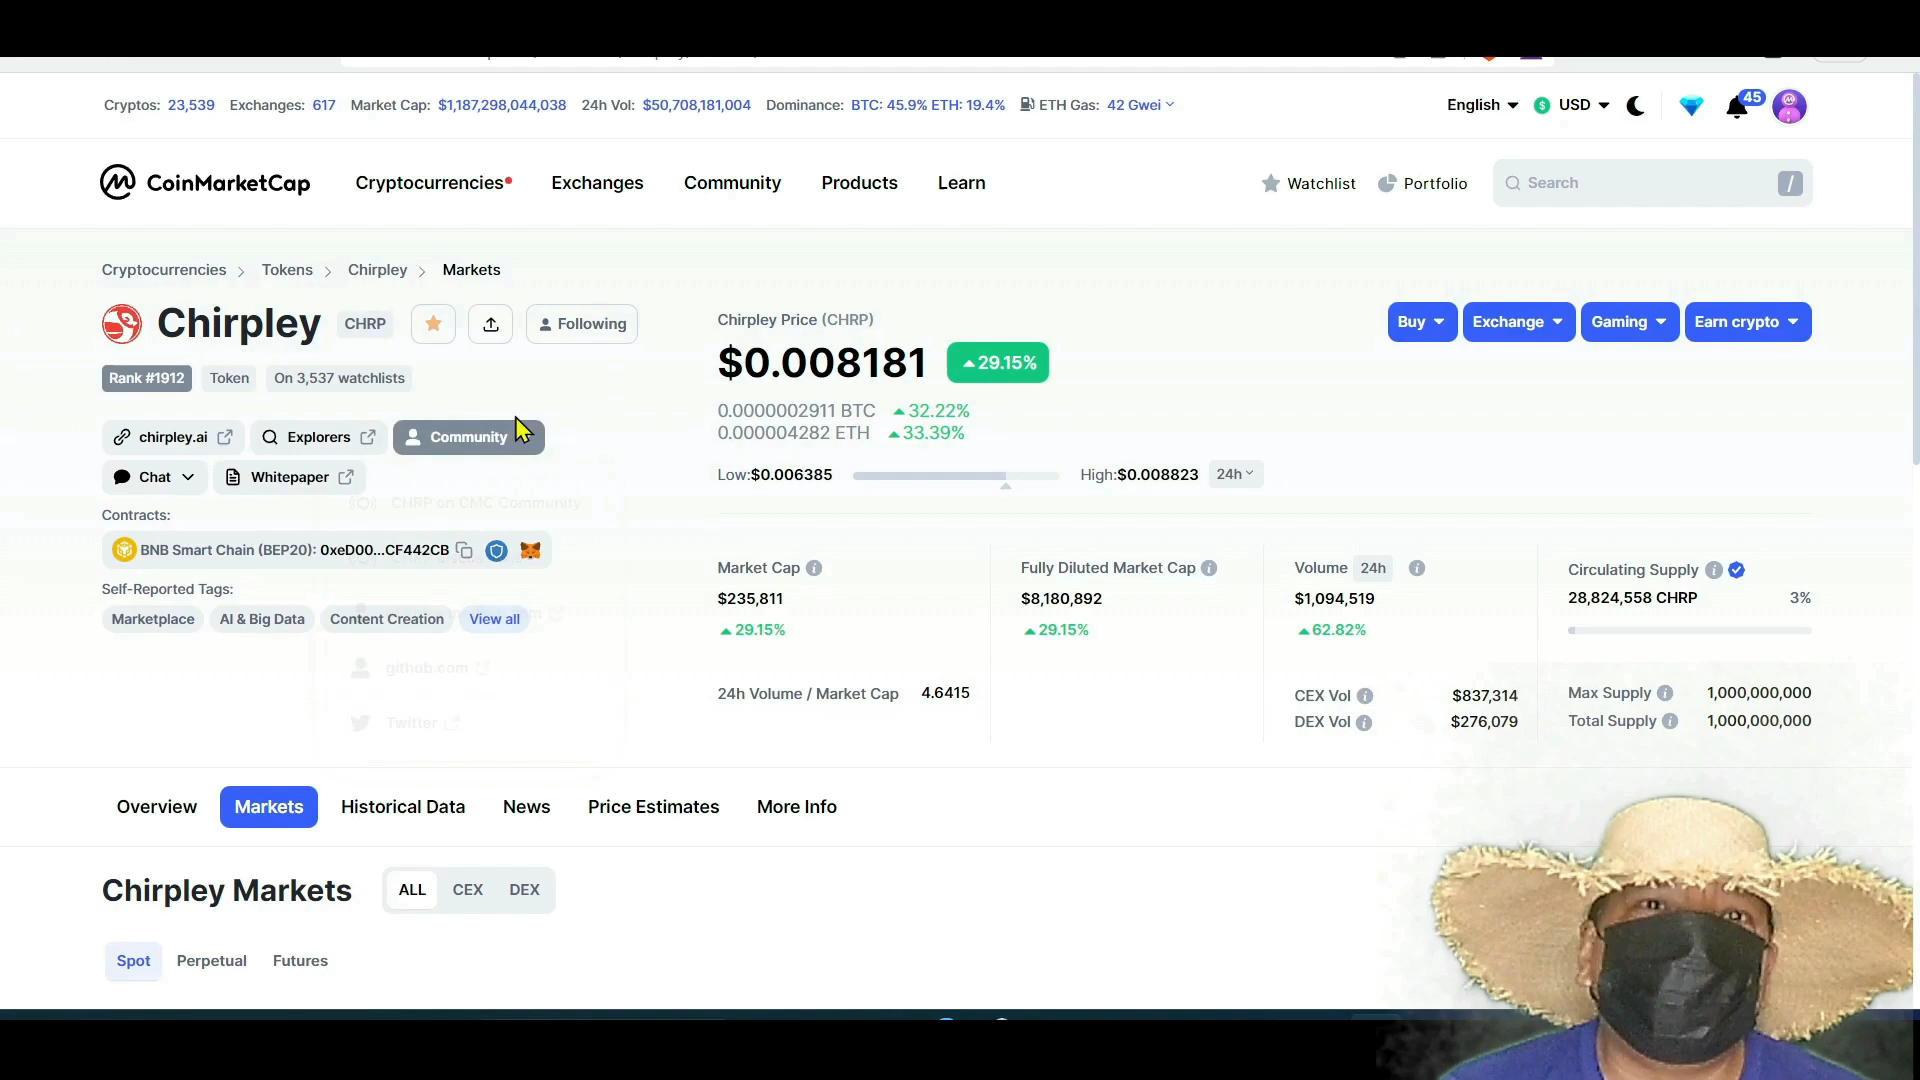 Cryptos: 23,539 Exchanges: 617 Market Cap: $1,187,298,044,038 24h Vol: $50,708,181,004 Dominance: BTC: 45.9% ETH: 19.4% ETH Gas: 42 Gwei
English USD 45
CoinMarketCap Cryptocurrencies Exchanges Community Products Learn Watchlist Portfolio Search /
Cryptocurrencies > Tokens > Chirpley > Markets
Chirpley CHRP Following
Rank #1912 Token On 3,537 watchlists
chirpley.ai Explorers Community
Chat Whitepaper
CHRP on CMC Community
Contracts:
BNB Smart Chain (BEP20): 0xeD00...CF442CB
Self-Reported Tags:
Marketplace AI & Big Data Content Creation View all
github.com
Twitter
Chirpley Price (CHRP)
$0.008181 29.15%
0.0000002911 BTC 32.22%
0.000004282 ETH 33.39%
Low:$0.006385 High:$0.008823 24h
Buy Exchange Gaming Earn crypto
Market Cap
$235,811
29.15%
24h Volume / Market Cap 4.6415
Fully Diluted Market Cap
$8,180,892
29.15%
Volume 24h
$1,094,519
62.82%
CEX Vol $837,314
DEX Vol $276,079
Circulating Supply
28,824,558 CHRP 3%
Max Supply 1,000,000,000
Total Supply 1,000,000,000
Overview Markets Historical Data News Price Estimates More Info
Chirpley Markets ALL CEX DEX
Spot Perpetual Futures